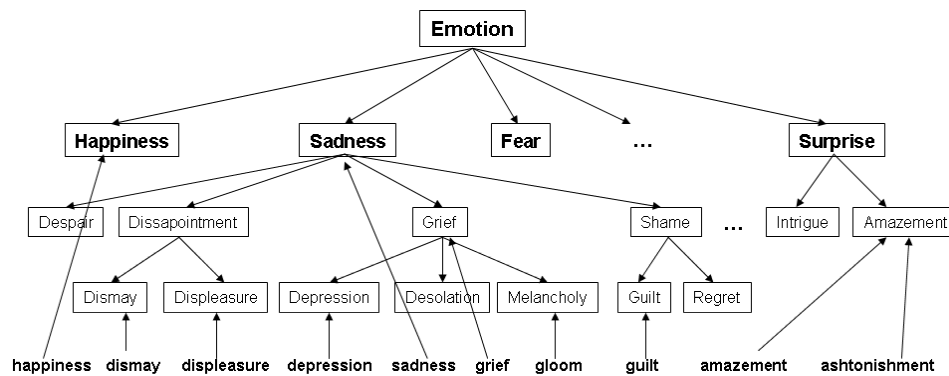 Emotion
Happiness Sadness Fear ... Surprise
Despair Dissapointment Grief Shame ... Intrigue Amazement
Dismay Displeasure Depression Desolation Melancholy Guilt Regret
happiness dismay displeasure depression sadness grief gloom guilt amazement ashtonishment